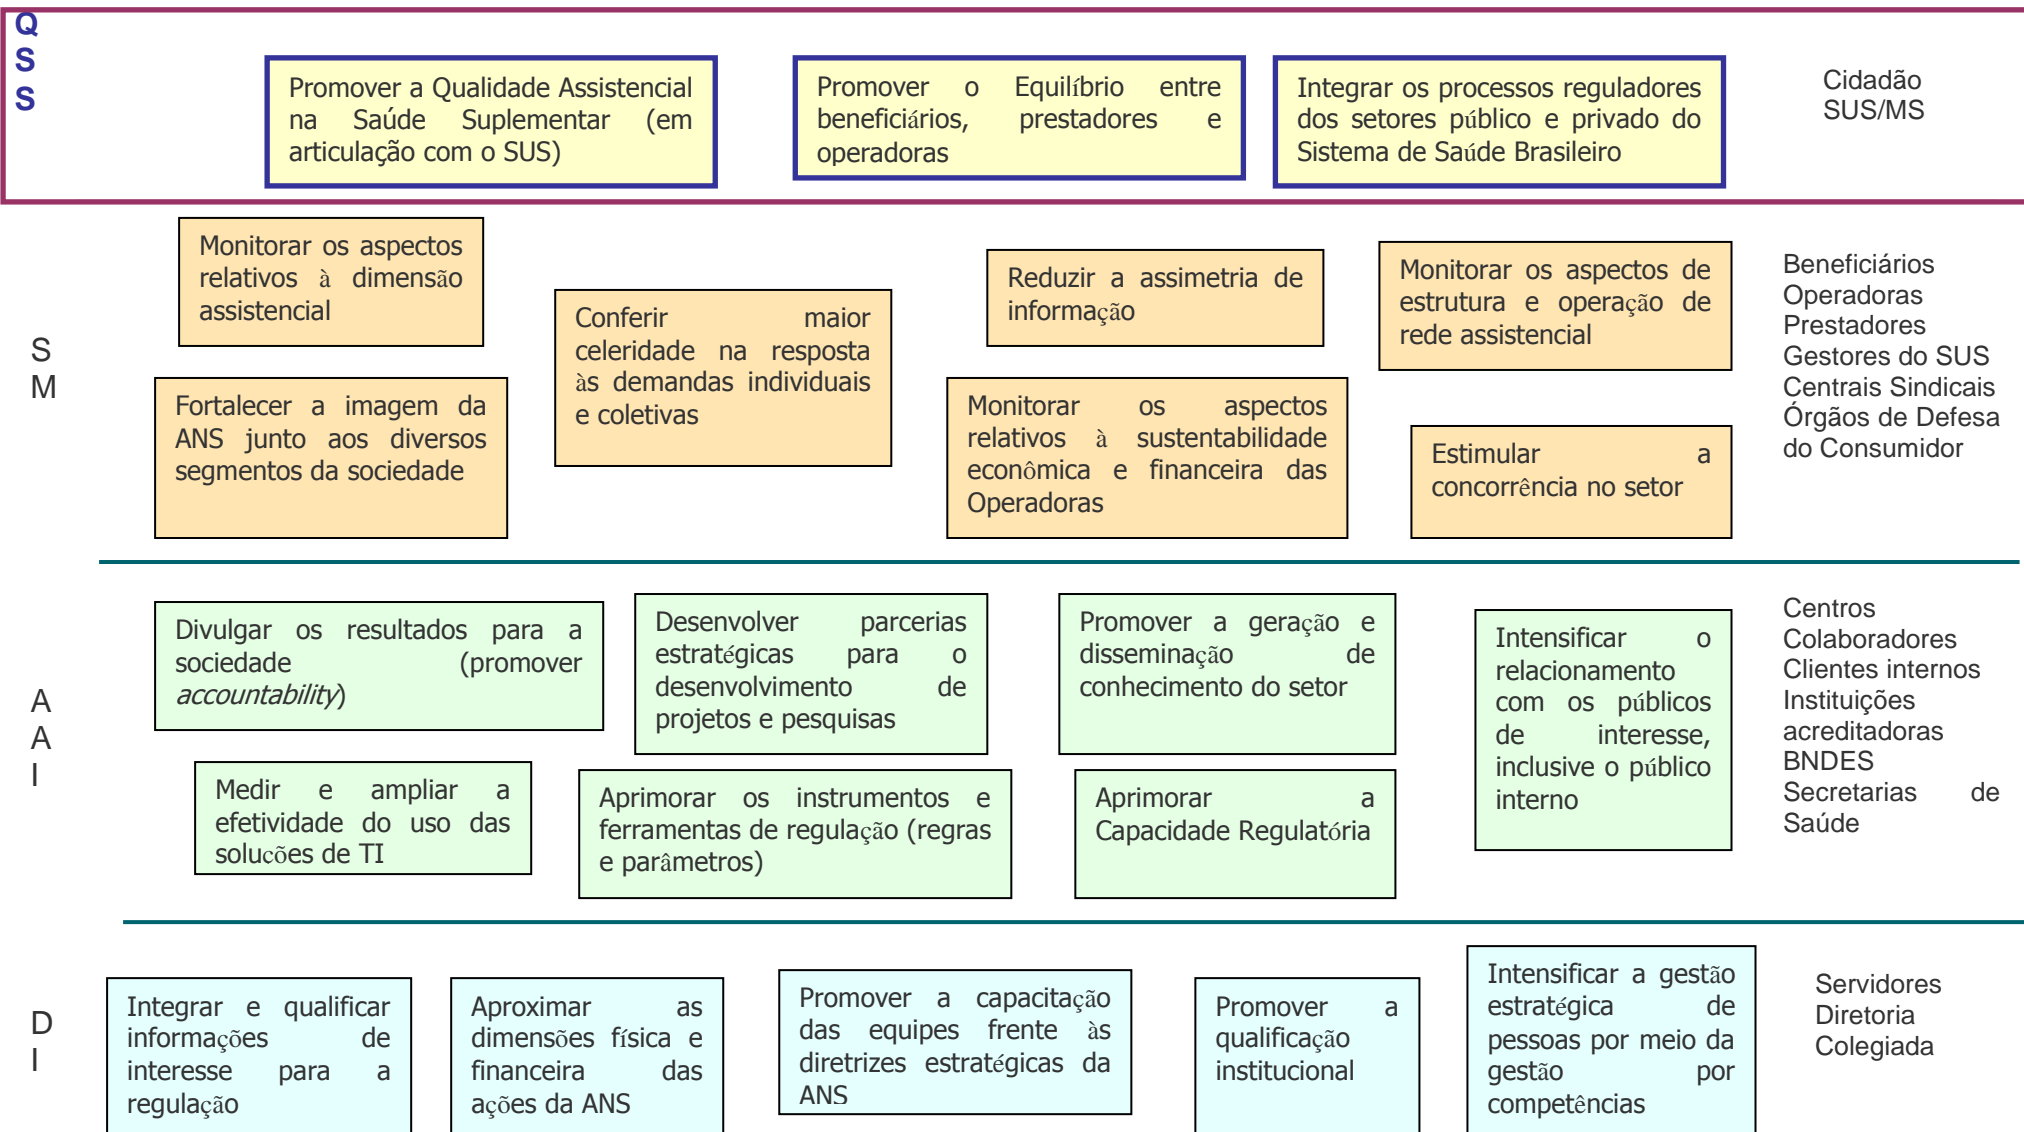 Q
S
S
Promover a Qualidade Assistencial
na Saúde Suplementar (em
articulação com o SUS)
Promover o Equilíbrio entre
beneficiários, prestadores e
operadoras
Integrar os processos reguladores
dos setores público e privado do
Sistema de Saúde Brasileiro
Cidadão
SUS/MS
S
M
Monitorar os aspectos
relativos à dimensão
assistencial
Fortalecer a imagem da
ANS junto aos diversos
segmentos da sociedade
Conferir maior
celeridade na resposta
às demandas individuais
e coletivas
Reduzir a assimetria de
informação
Monitorar os aspectos
relativos à sustentabilidade
econômica e financeira das
Operadoras
Monitorar os aspectos de
estrutura e operação de
rede assistencial
Estimular a
concorrência no setor
Beneficiários
Operadoras
Prestadores
Gestores do SUS
Centrais Sindicais
Órgãos de Defesa
do Consumidor
A
A
I
Divulgar os resultados para a
sociedade (promover
accountability)
Desenvolver parcerias
estratégicas para o
desenvolvimento de
projetos e pesquisas
Promover a geração e
disseminação de
conhecimento do setor
Intensificar o
relacionamento
com os públicos
de interesse,
inclusive o público
interno
Medir e ampliar a
efetividade do uso das
soluções de TI
Aprimorar os instrumentos e
ferramentas de regulação (regras
e parâmetros)
Aprimorar a
Capacidade Regulatória
Centros
Colaboradores
Clientes internos
Instituições
acreditadoras
BNDES
Secretarias de
Saúde
D
I
Integrar e qualificar
informações de
interesse para a
regulação
Aproximar as
dimensões física e
financeira das
ações da ANS
Promover a capacitação
das equipes frente às
diretrizes estratégicas da
ANS
Promover a
qualificação
institucional
Intensificar a gestão
estratégica de
pessoas por meio da
gestão por
competências
Servidores
Diretoria
Colegiada